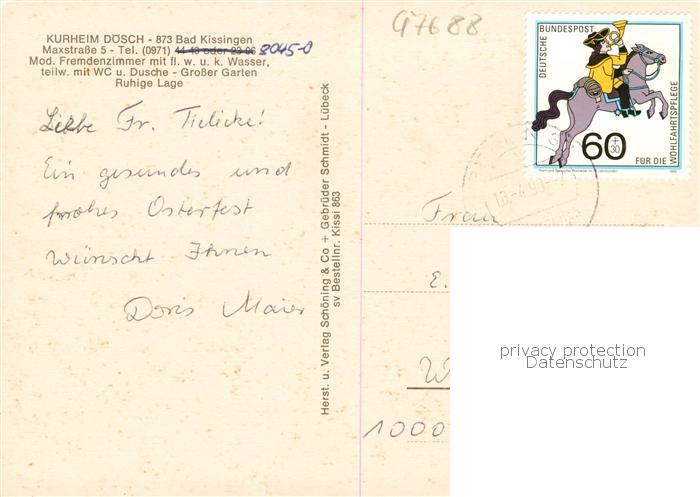 KURHEIM DÖSCH - 873 Bad Kissingen
Maxstraße 5 - Tel. (0971) 44 48 oder 23 06 8045-0
Mod. Fremdenzimmer mit fl. w. u. k. Wasser,
teilw. mit WC u. Dusche - Großer Garten
Ruhige Lage
Liebe Fr. Tielicke!
Ein gesundes und
frohes Osterfest
wünscht Ihnen
Doris Maier
Herst. u. Verlag Schöning & Co + Gebrüder Schmidt - Lübeck
sv Bestellnr. Kissi 863
97688
DEUTSCHE BUNDESPOST
60
+
30
FÜR DIE WOHLFAHRTSPFLEGE
Frau
E.
W
1000
privacy protection
Datenschutz